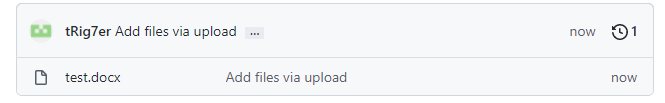 tRig7er Add files via upload ... now 1
test.docx Add files via upload now